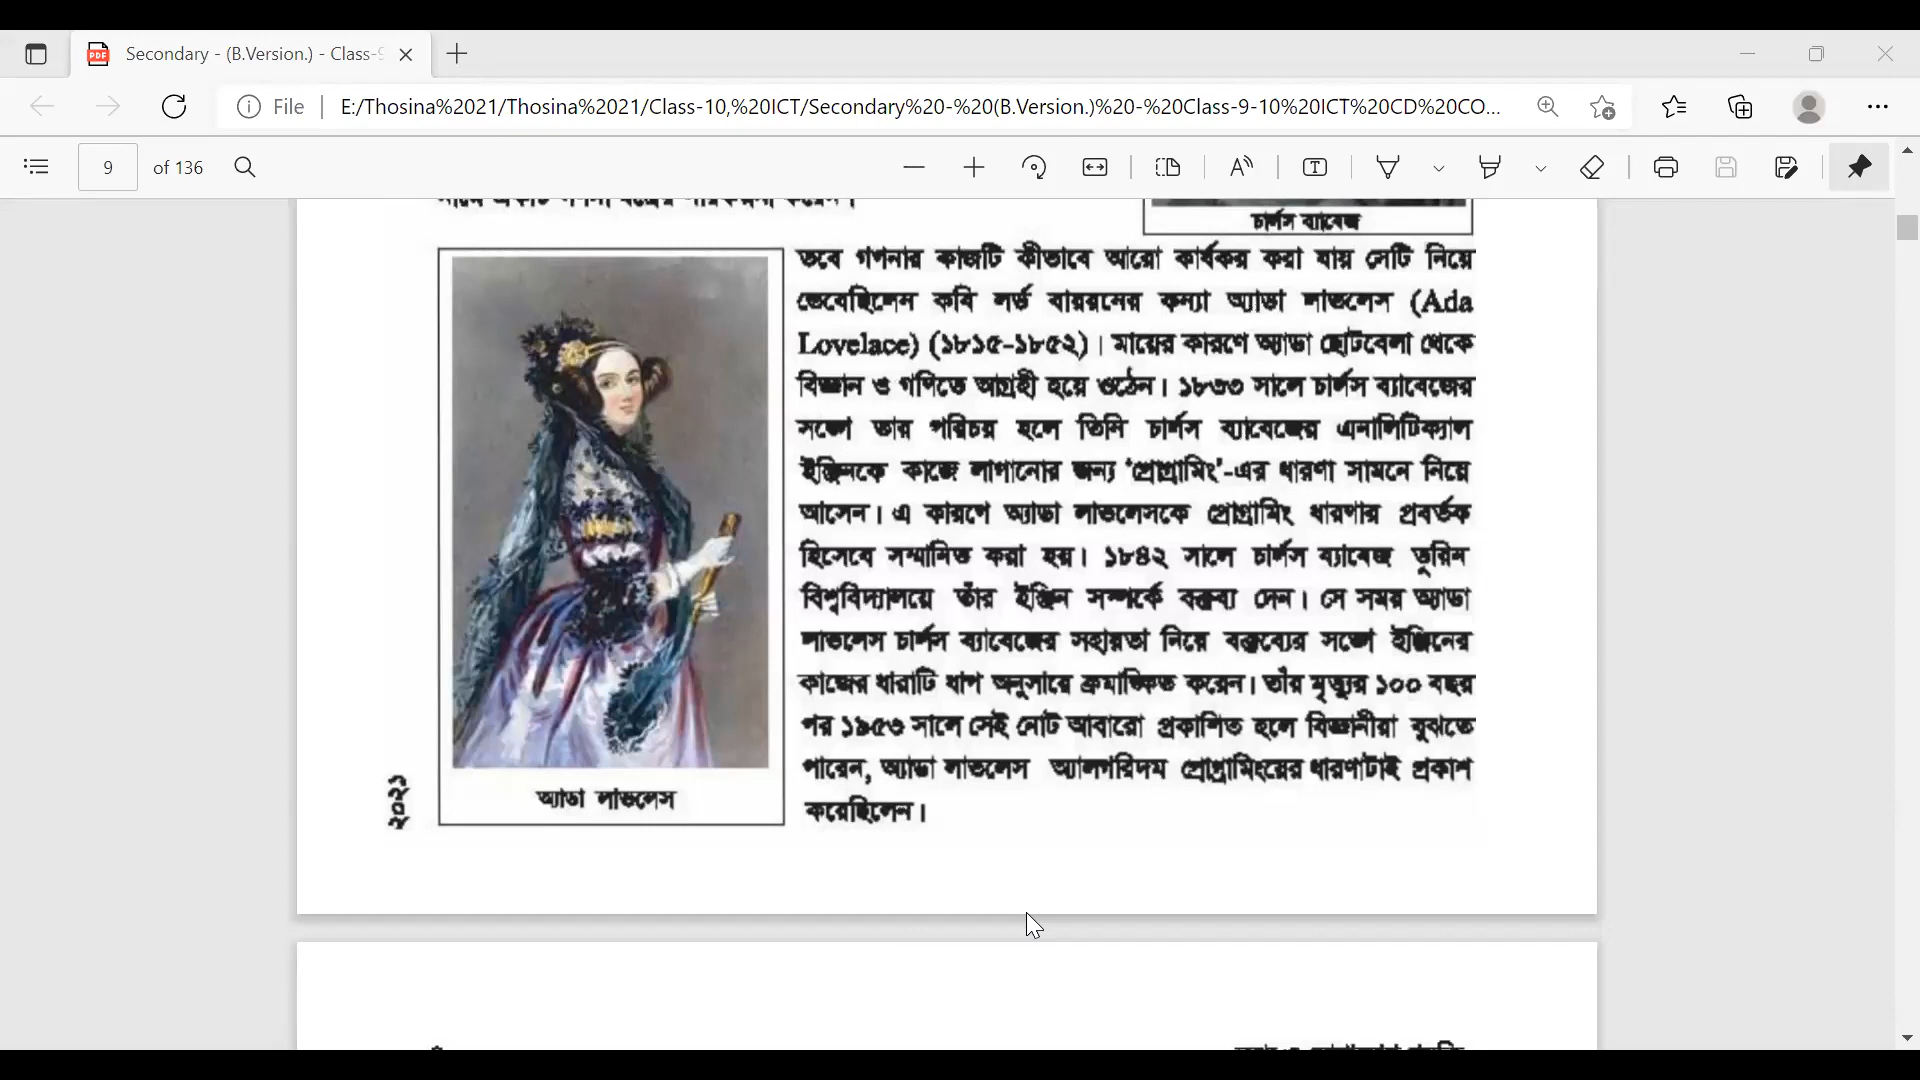 Secondary - (B.Version.) - Class-9
File
E:/Thosina%2021/Thosina%2021/Class-10,%20ICT/Secondary%20-%20(B.Version.)%20-%20Class-9-10%20ICT%20CD%20CO...
9 of 136
চার্লস ব্যাবেজ
তবে গণনার কাজটি কীভাবে আরো কার্যকর করা যায় সেটি নিয়ে
ভেবেছিলেন কবি লর্ড বায়রনের কন্যা অ্যাডা লাভলেস (Ada
Lovelace) (১৮১৫-১৮৫২)। মায়ের কারণে অ্যাডা ছোটবেলা থেকে
বিজ্ঞান ও গণিতে আগ্রহী হয়ে ওঠেন। ১৮৩৩ সালে চার্লস ব্যাবেজের
সঙ্গে তার পরিচয় হলে তিনি চার্লস ব্যাবেজের এনালিটিক্যাল
ইঞ্জিনকে কাজে লাগানোর জন্য ‘প্রোগ্রামিং’-এর ধারণা সামনে নিয়ে
আসেন। এ কারণে অ্যাডা লাভলেসকে প্রোগ্রামিং ধারণার প্রবর্তক
হিসেবে সম্মানিত করা হয়। ১৮৪২ সালে চার্লস ব্যাবেজ তুরিন
বিশ্ববিদ্যালয়ে তাঁর ইঞ্জিন সম্পর্কে বক্তব্য দেন। সে সময় অ্যাডা
লাভলেস চার্লস ব্যাবেজের সহায়তা নিয়ে বক্তব্যের সঙ্গে ইঞ্জিনের
কাজের ধারাটি ধাপ অনুসারে ক্রমাঙ্কিত করেন। তাঁর মৃত্যুর ১০০ বছর
পর ১৯৫৩ সালে সেই নোট আবারো প্রকাশিত হলে বিজ্ঞানীরা বুঝতে
পারেন, অ্যাডা লাভলেস অ্যালগরিদম প্রোগ্রামিংয়ের ধারণাটাই প্রকাশ
করেছিলেন।
অ্যাডা লাভলেস
২০২১